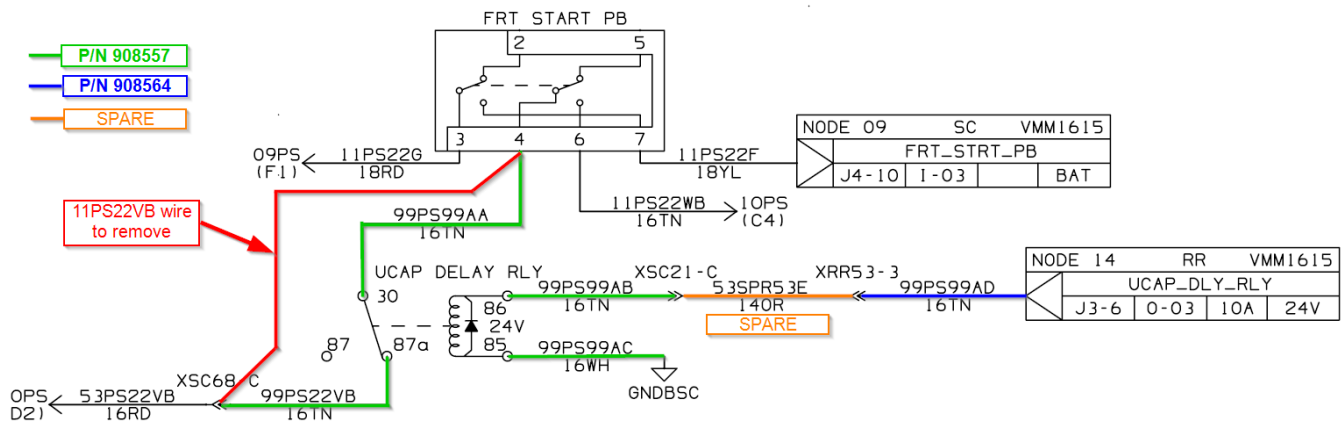 FRT START PB
P/N 908557
P/N 908564
SPARE
2 5
3 4 6 7
NODE 09 SC VMM1615
FRT_STRT_PB
J4-10 I-03 BAT
09PS
(F.1)
11PS22G
18RD
11PS22F
18YL
11PS22VB wire
to remove
11PS22WB
16TN
10PS
(C4)
99PS99AA
16TN
UCAP DELAY RLY
30
86
24V
85
87
87a
99PS99AB
16TN
XSC21-C
53SPR53E
14OR
SPARE
XRR53-3
99PS99AD
16TN
NODE 14 RR VMM1615
UCAP_DLY_RLY
J3-6 O-03 10A 24V
99PS99AC
16WH
GNDBSC
XSC68-C
0PS
D2)
53PS22VB
16RD
99PS22VB
16TN